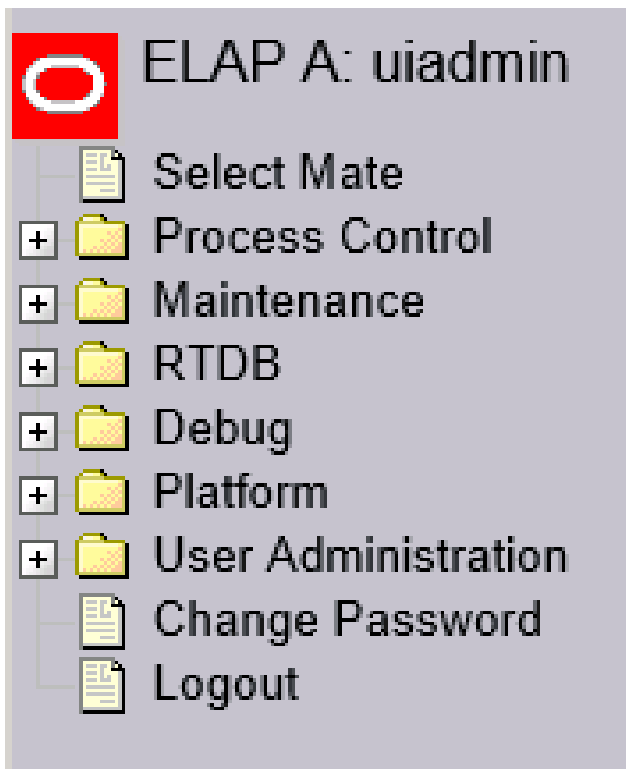 ELAP A: uiadmin
Select Mate
Process Control
Maintenance
RTDB
Debug
Platform
User Administration
Change Password
Logout